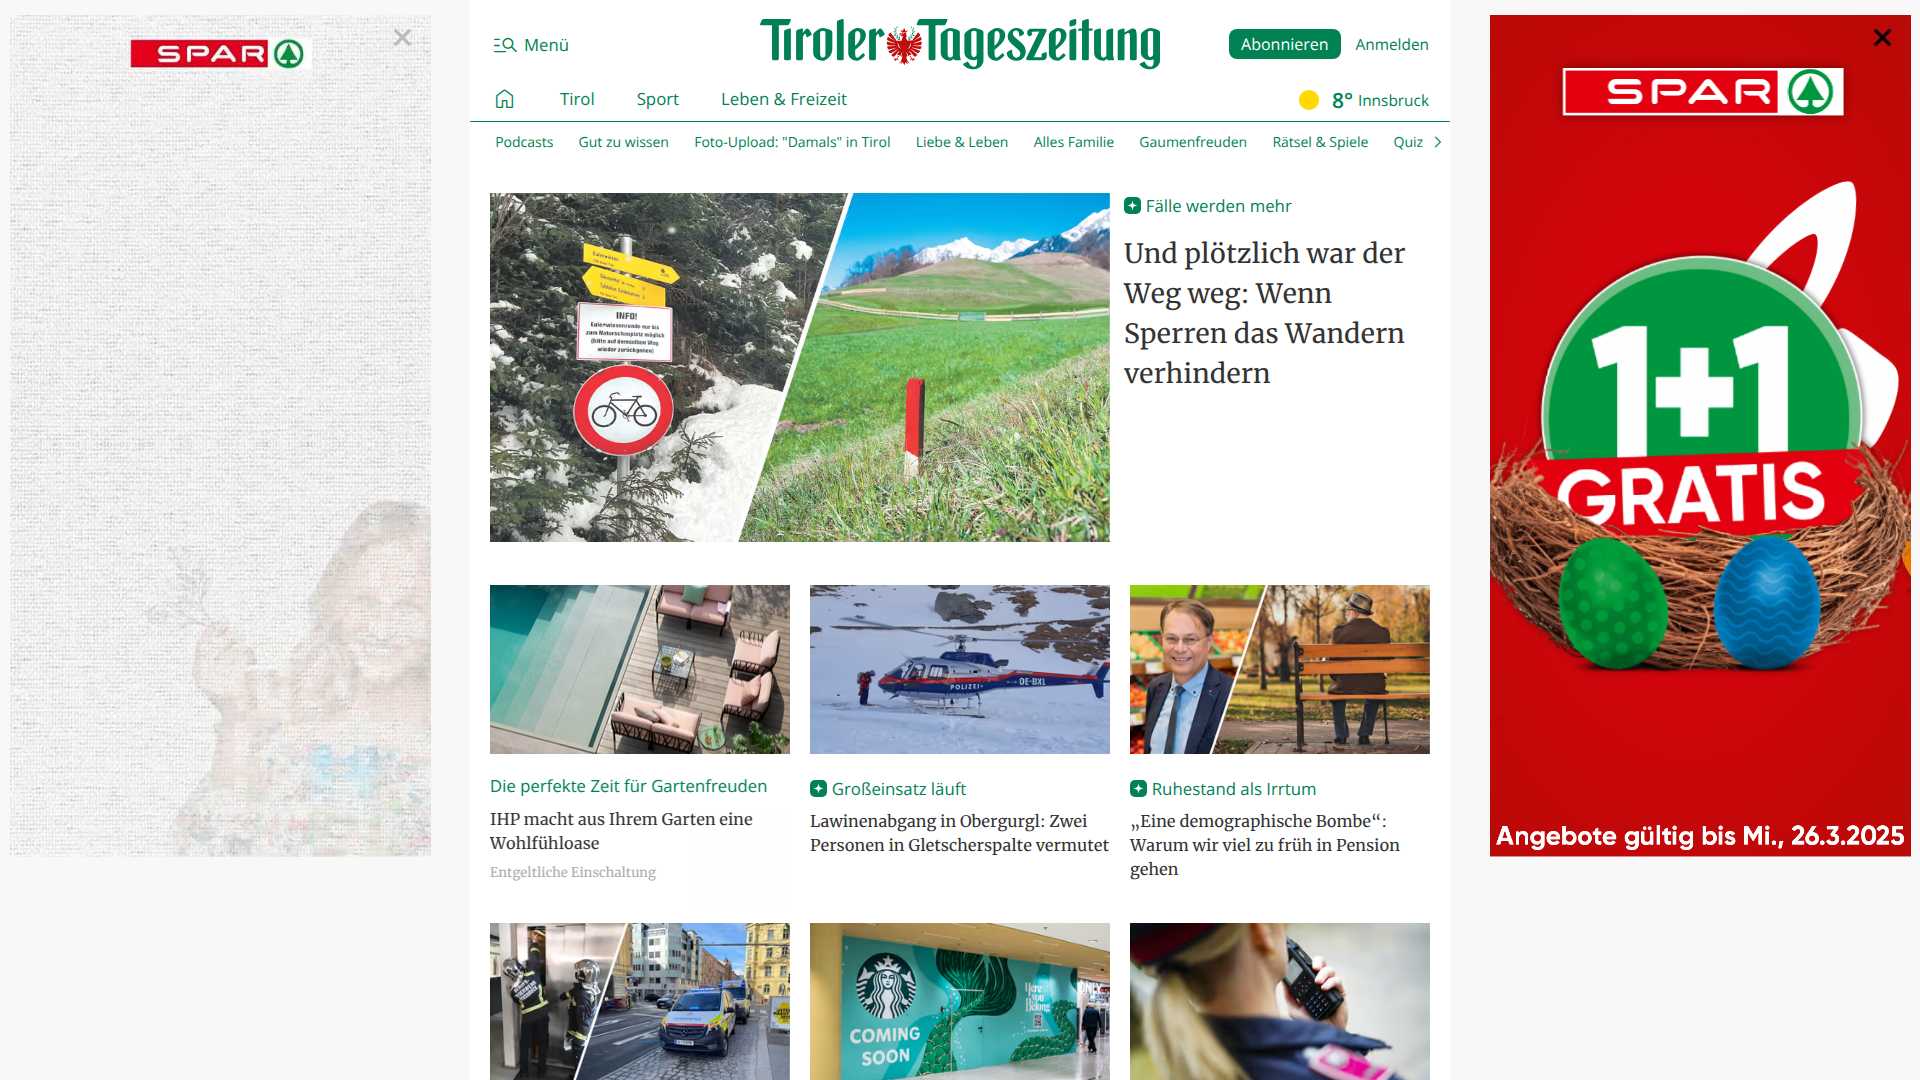 SPAR
Menü
Tiroler Tageszeitung
Abonnieren
Anmelden
Tirol
Sport
Leben & Freizeit
8° Innsbruck
Podcasts
Gut zu wissen
Foto-Upload: "Damals" in Tirol
Liebe & Leben
Alles Familie
Gaumenfreuden
Rätsel & Spiele
Quiz
INFO!
Fälle werden mehr
Und plötzlich war der
Weg weg: Wenn
Sperren das Wandern
verhindern
POLIZEI
OE-BXL
Die perfekte Zeit für Gartenfreuden
IHP macht aus Ihrem Garten eine
Wohlfühloase
Entgeltliche Einschaltung
Großeinsatz läuft
Lawinenabgang in Obergurgl: Zwei
Personen in Gletscherspalte vermutet
Ruhestand als Irrtum
„Eine demographische Bombe“:
Warum wir viel zu früh in Pension
gehen
COMING
SOON
SPAR
1+1
GRATIS
Angebote gültig bis Mi., 26.3.2025